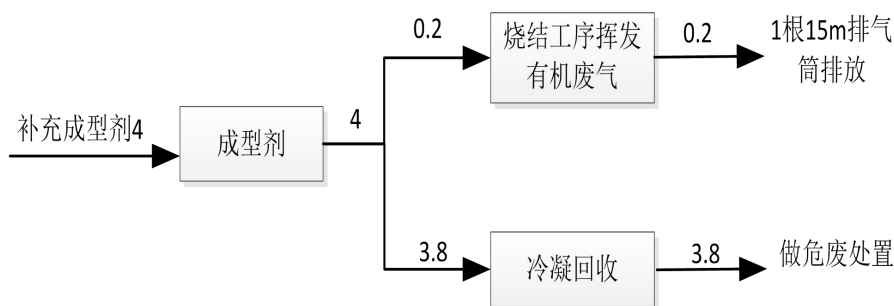 补充成型剂4
成型剂
4
0.2
烧结工序挥发
有机废气
0.2
1根15m排气
筒排放
3.8
冷凝回收
3.8
做危废处置